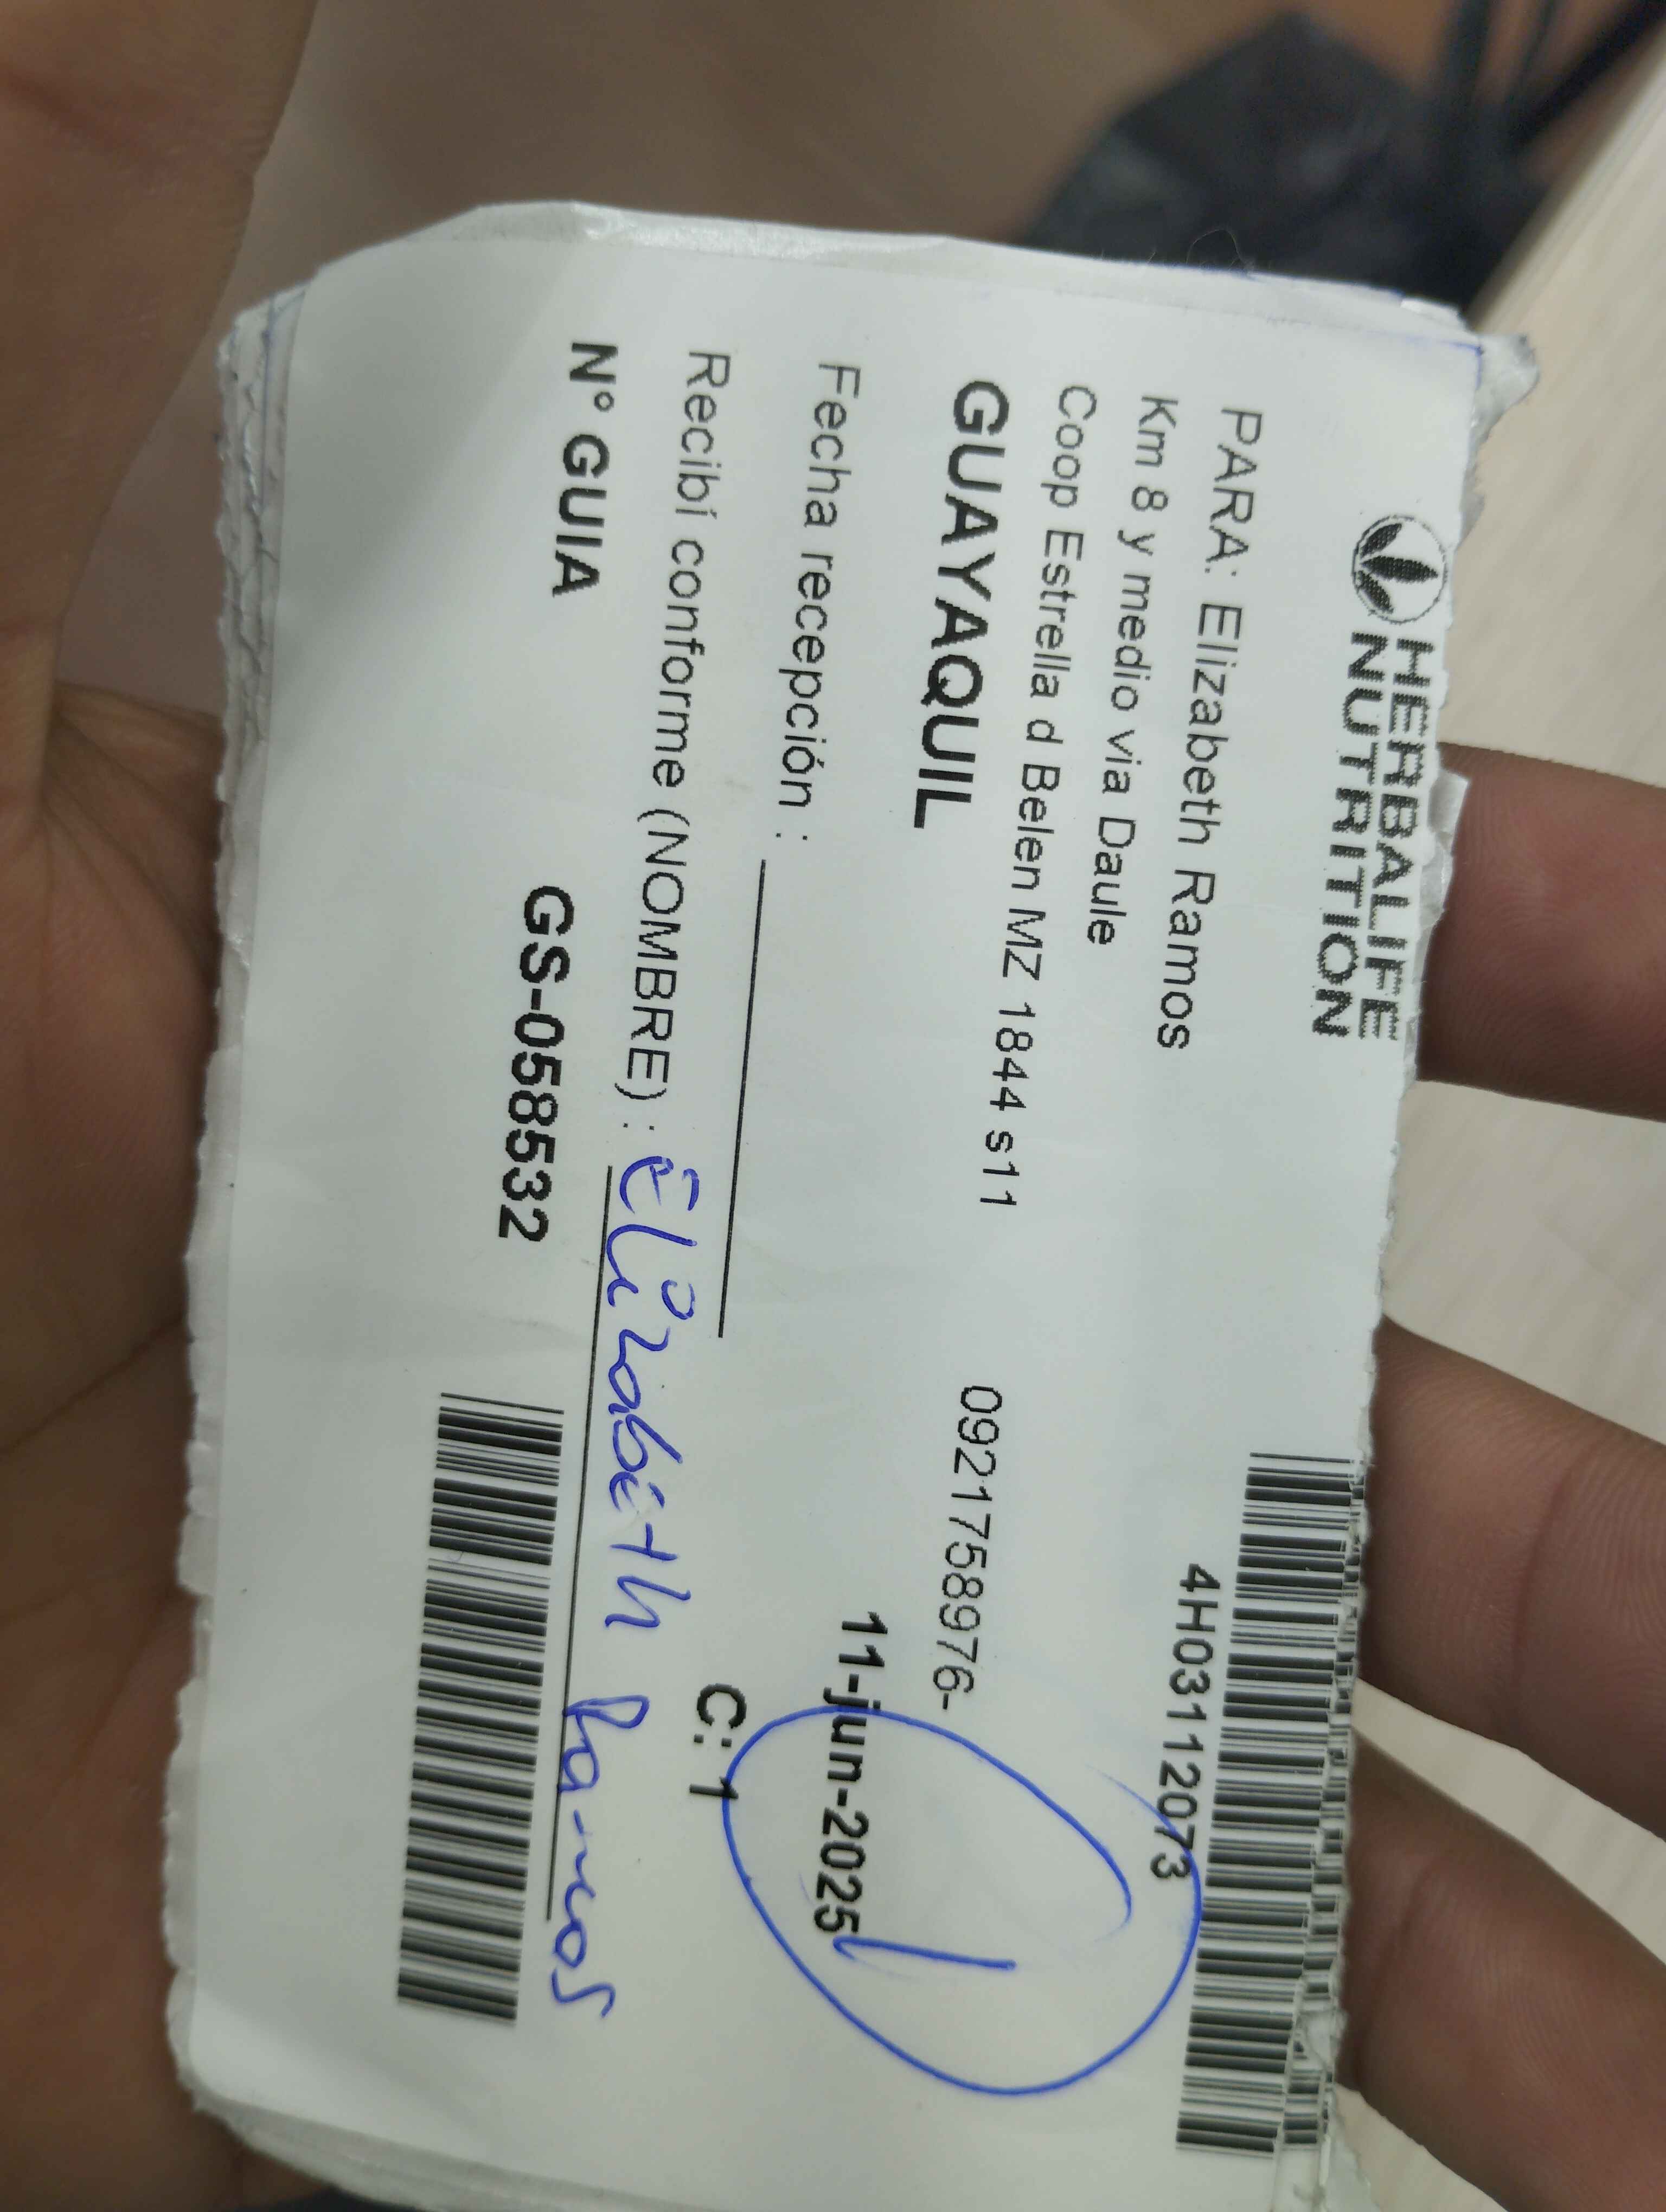 HERBALIFE
NUTRITION
4H03112073
PARA: Elizabeth Ramos
Km 8 y medio via Daule
Coop Estrella d Belen MZ 1844 s11
GUAYAQUIL
0921758976-
11-jun-2025
Fecha recepción :
C: 1
Recibí conforme (NOMBRE) : Elizabeth Ramos
N° GUIA GS-058532